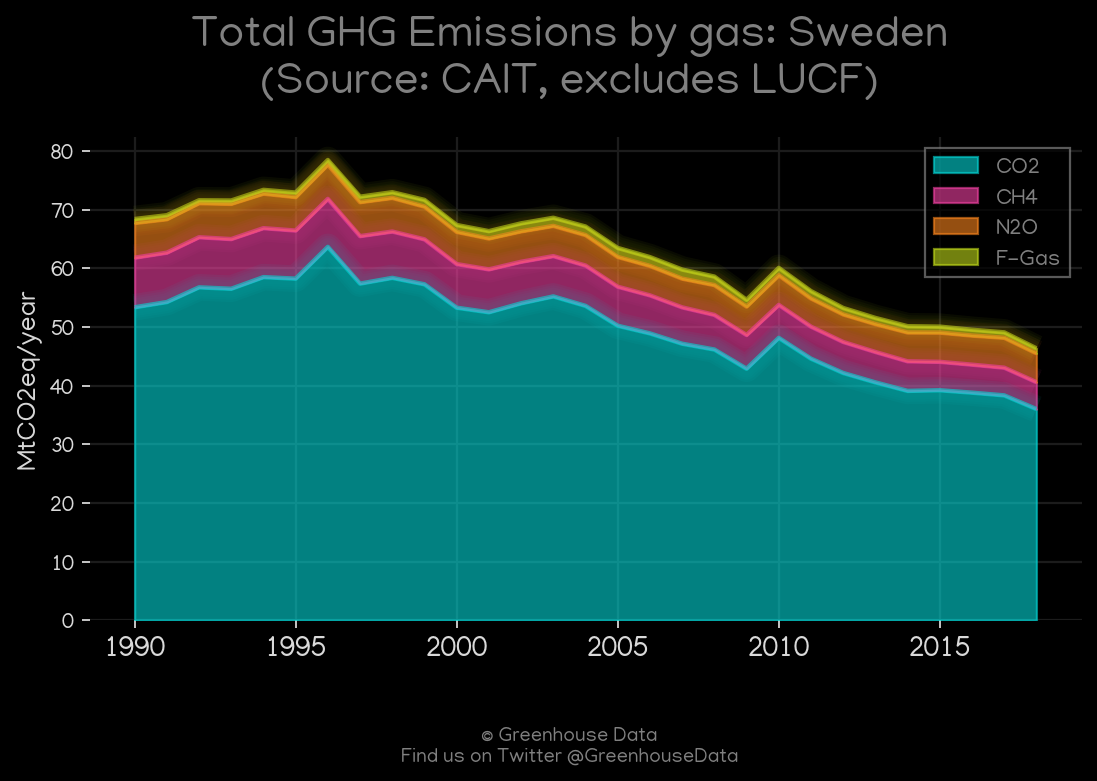 Total GHG Emissions by gas: Sweden
(Source: CAIT, excludes LUCF)
CO2
CH4
N2O
F-Gas
MtCO2eq/year
80
70
60
50
40
30
20
10
0
1990 1995 2000 2005 2010 2015
© Greenhouse Data
Find us on Twitter @GreenhouseData